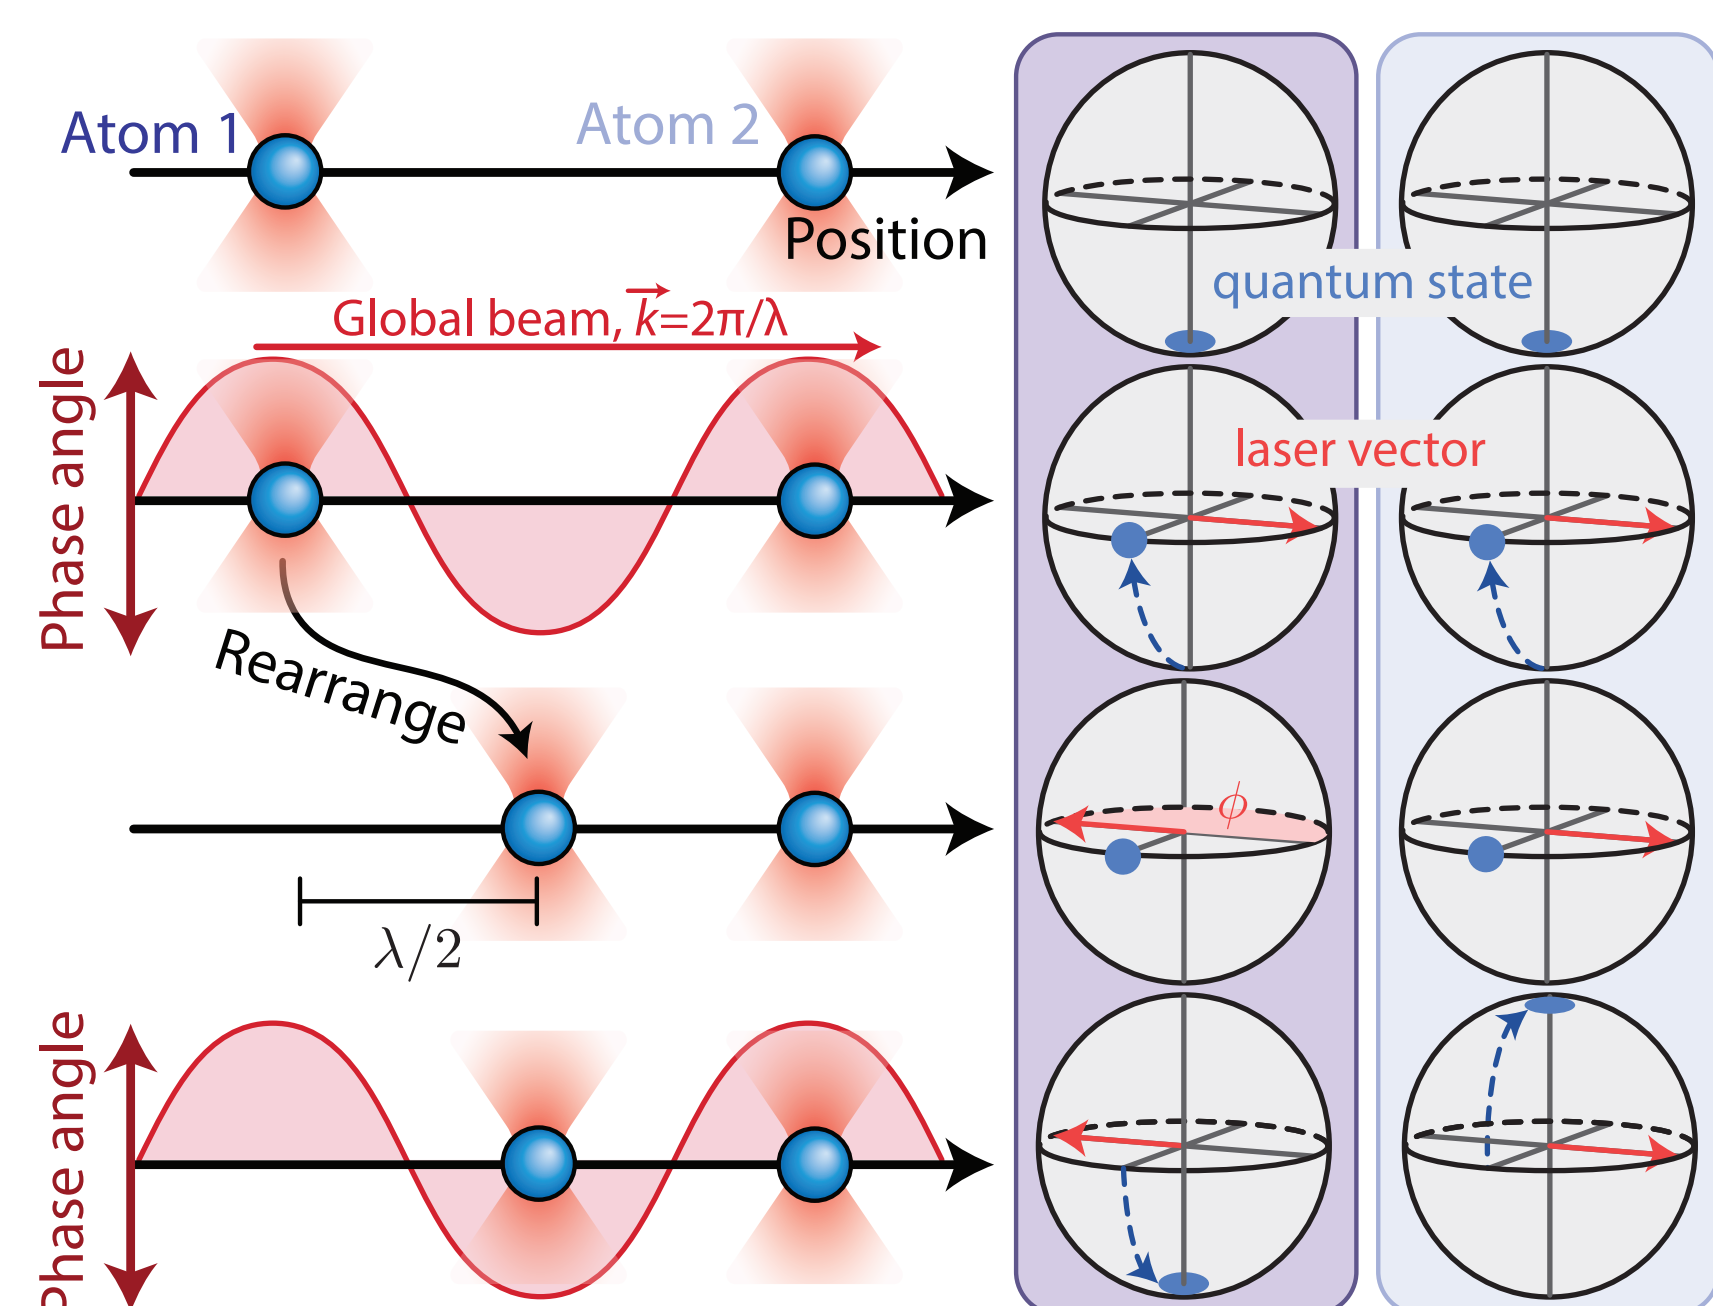 Atom 1
Atom 2
Position
quantum state
Global beam, k=2π/λ
Phase angle
laser vector
Rearrange
ϕ
λ/2
Phase angle